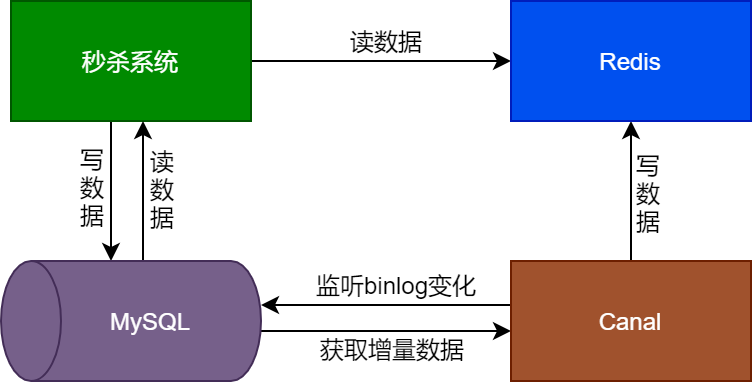 秒杀系统
读数据
Redis
写数据
读数据
写数据
MySQL
监听binlog变化
获取增量数据
Canal